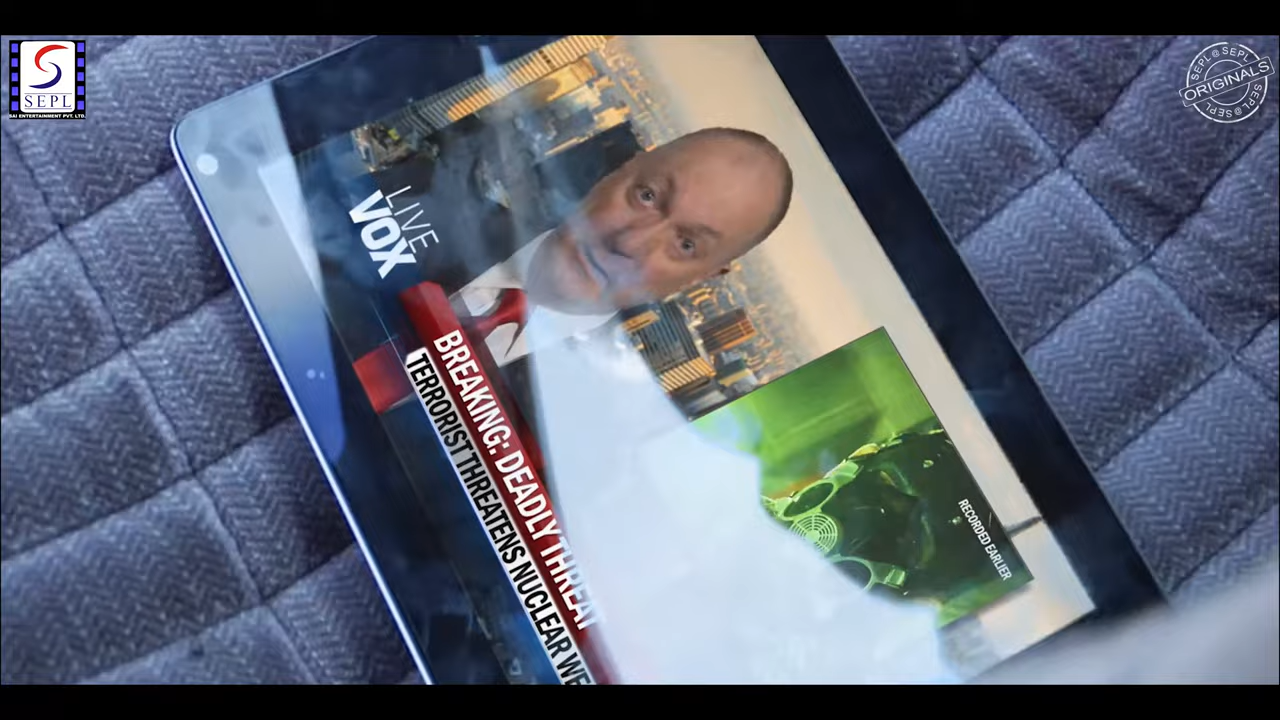 S
SEPL
SAI ENTERTAINMENT PVT. LTD.
SEPL@SEPL
ORIGINALS
SEPL@SEPL
LIVE
VOX
BREAKING: DEADLY THREAT
TERRORIST THREATENS NUCLEAR WE
RECORDED EARLIER